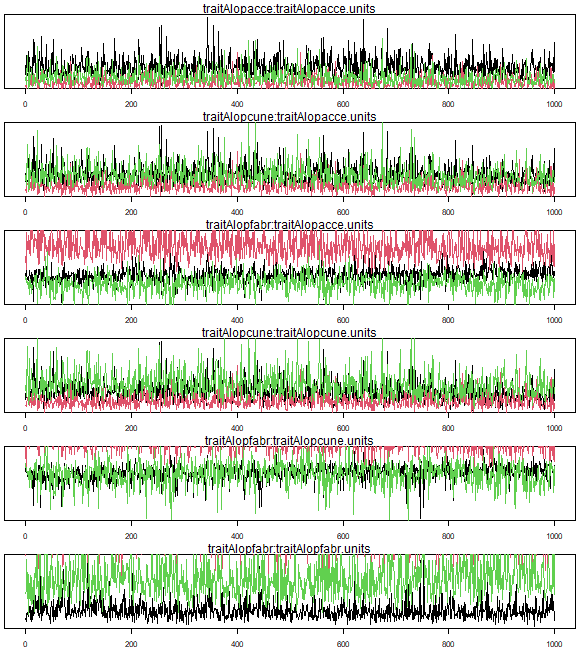 traitAlopacce:traitAlopacce.units
0 200 400 600 800 1000
traitAlopcune:traitAlopacce.units
0 200 400 600 800 1000
traitAlopfabr:traitAlopacce.units
0 200 400 600 800 1000
traitAlopcune:traitAlopcune.units
0 200 400 600 800 1000
traitAlopfabr:traitAlopcune.units
0 200 400 600 800 1000
traitAlopfabr:traitAlopfabr.units
0 200 400 600 800 1000